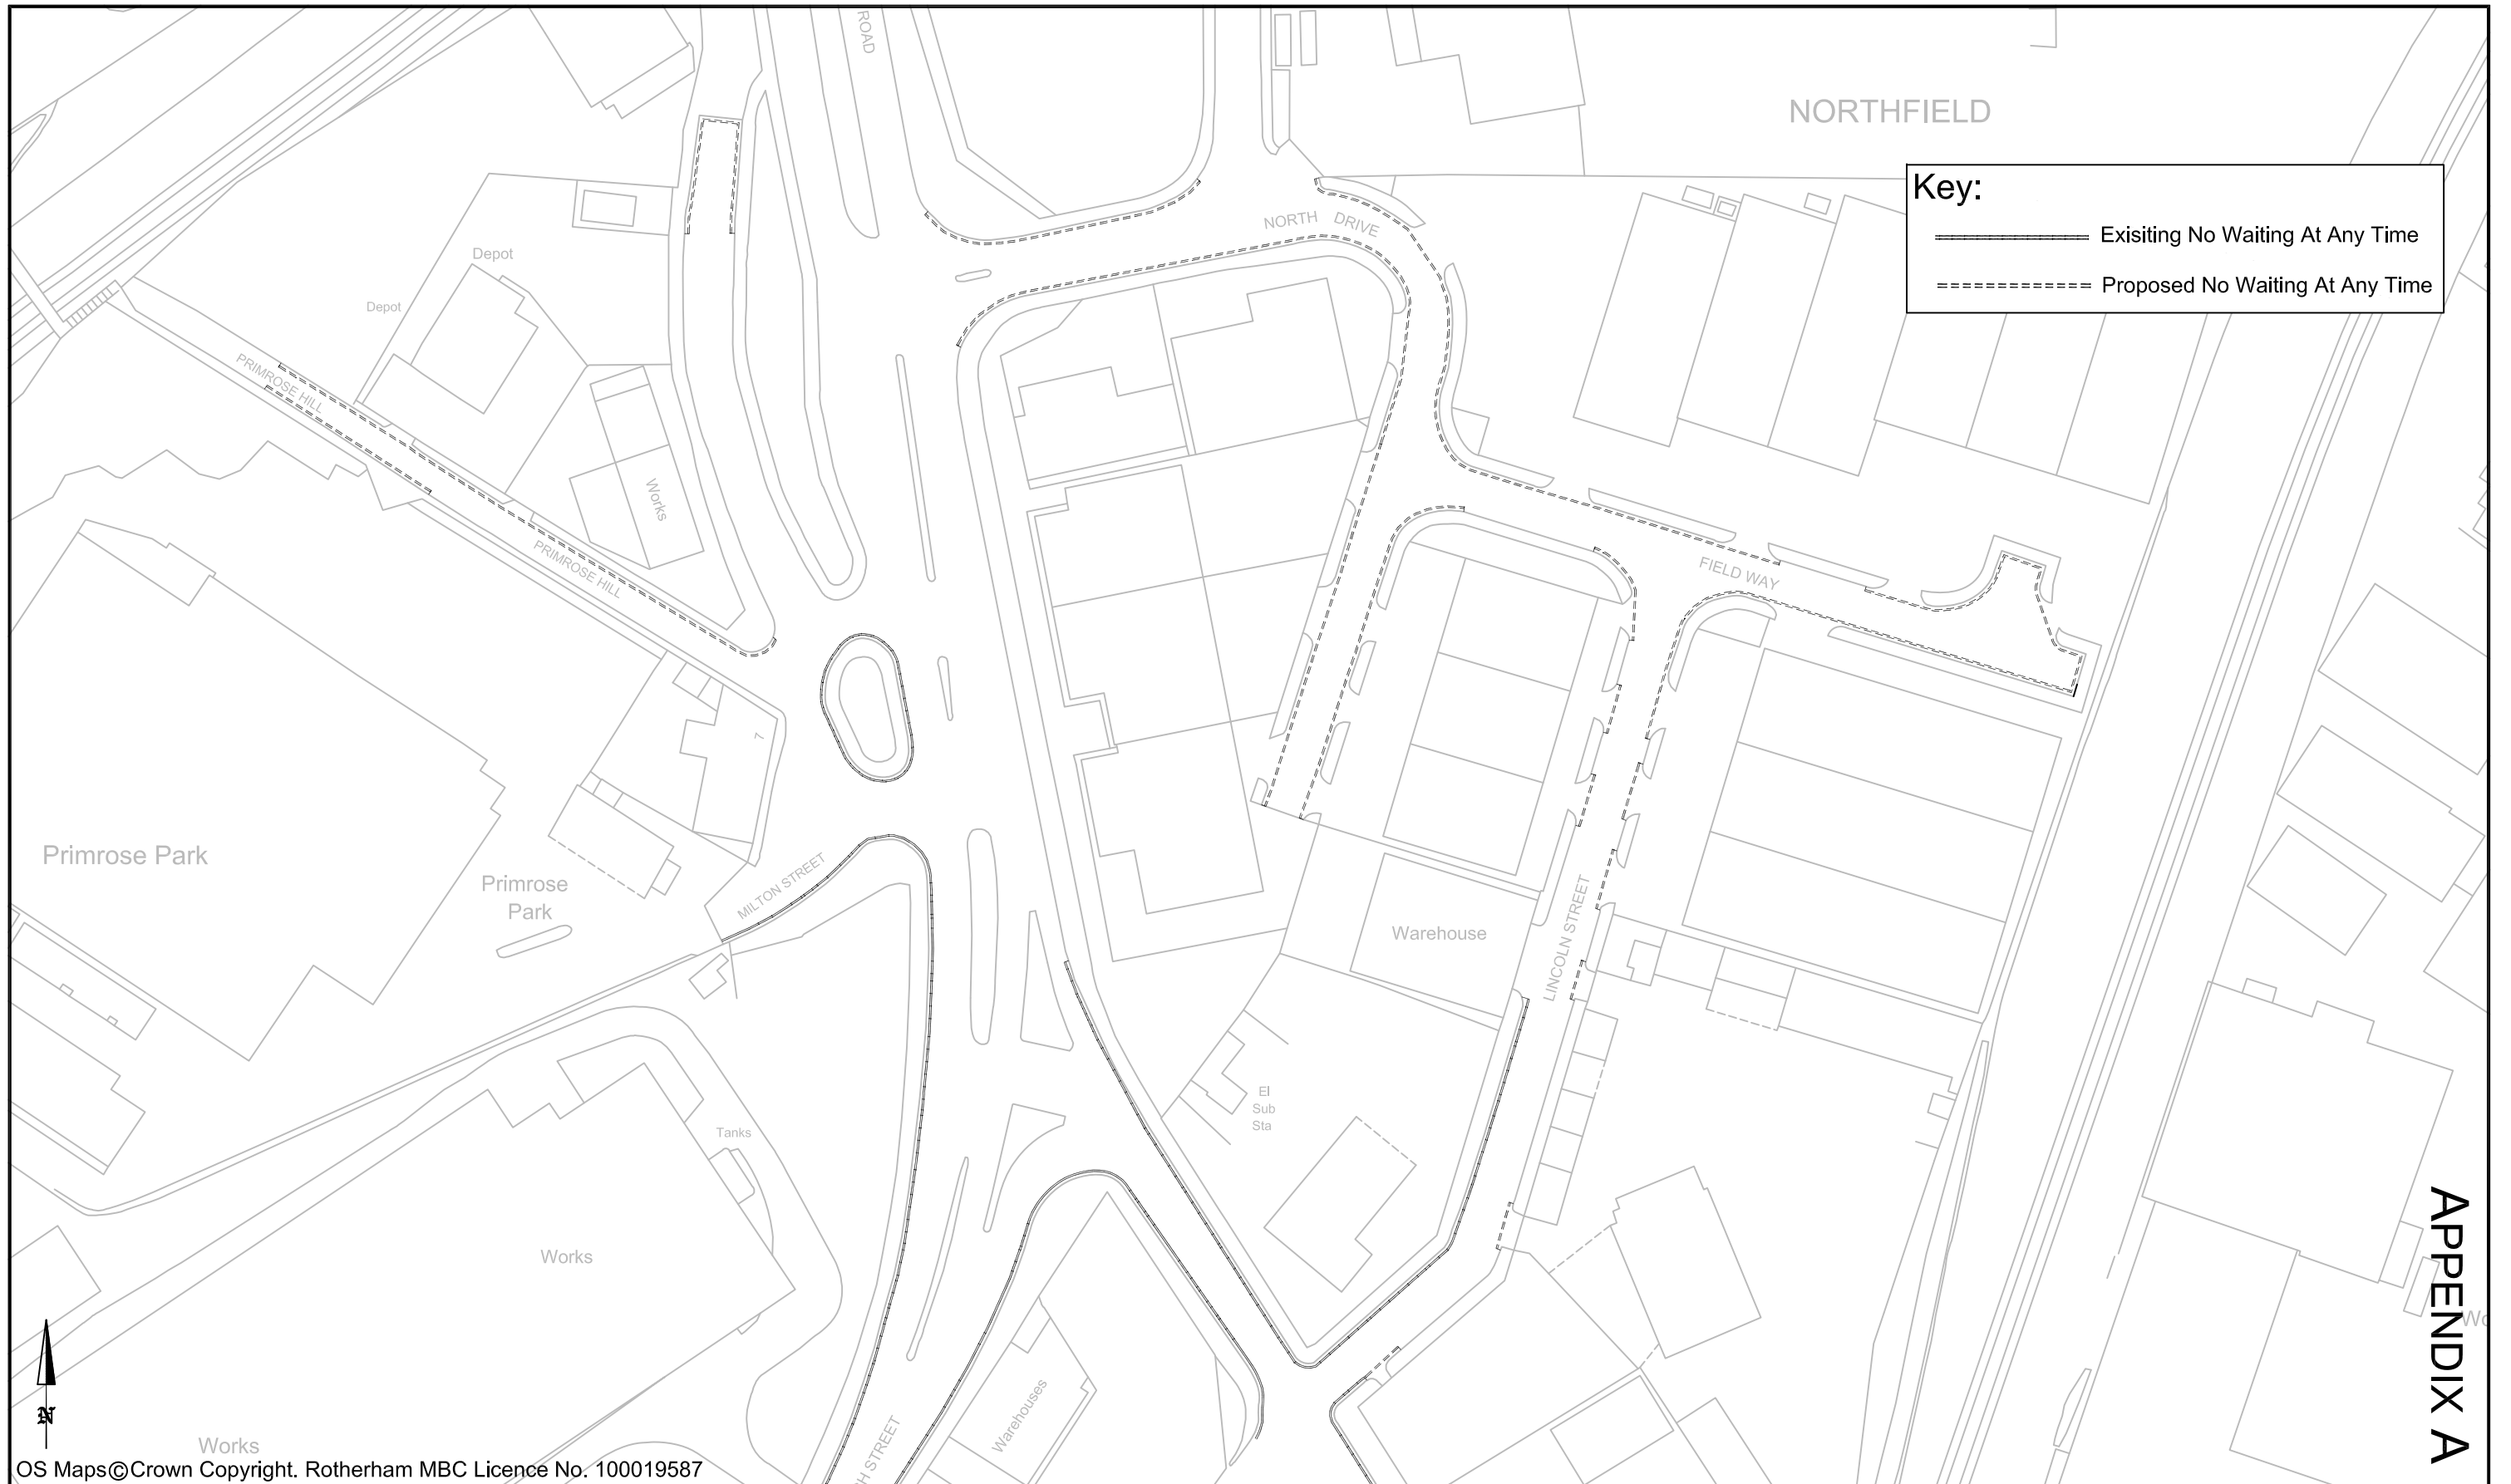 ROAD
NORTHFIELD
Key:
Exisiting No Waiting At Any Time
Proposed No Waiting At Any Time
NORTH DRIVE
Depot
Depot
PRIMROSE HILL
Works
PRIMROSE HILL
FIELD WAY
7
Primrose Park
Primrose
Park
MILTON STREET
Warehouse
LINCOLN STREET
El
Sub
Sta
Tanks
Works
APPENDIX A
Warehouses
N
Works
H STREET
OS Maps©Crown Copyright. Rotherham MBC Licence No. 100019587